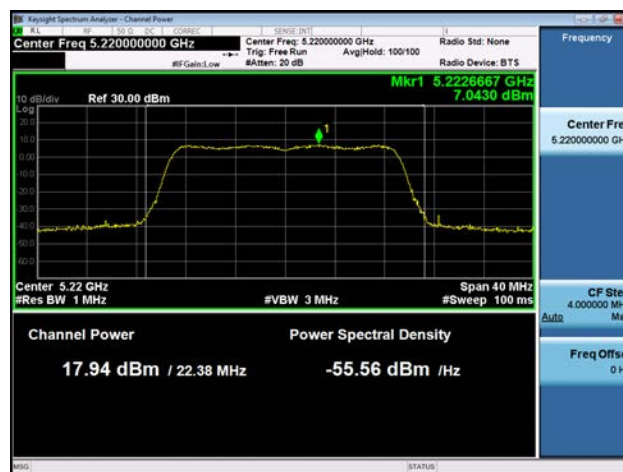 Keysight Spectrum Analyzer - Channel Power
RL RF 50 Ω DC CORREC SENSE:INT
Center Freq 5.220000000 GHz
Center Freq: 5.220000000 GHz
Radio Std: None
Trig: Free Run Avg|Hold: 100/100
#IFGain:Low
#Atten: 20 dB
Radio Device: BTS
Mkr1 5.2226667 GHz
7.0430 dBm
10 dB/div Ref 30.00 dBm
Log
20.0
10.0
0.00
-10.0
-20.0
-30.0
-40.0
-50.0
-60.0
1
Center 5.22 GHz
Span 40 MHz
#Res BW 1 MHz
#VBW 3 MHz
#Sweep 100 ms
Channel Power
Power Spectral Density
17.94 dBm / 22.38 MHz
-55.56 dBm /Hz
MSG
STATUS
Frequency
Center Fre
5.220000000 GH
CF Ste
4.000000 MH
Auto Ma
Freq Offse
0 H